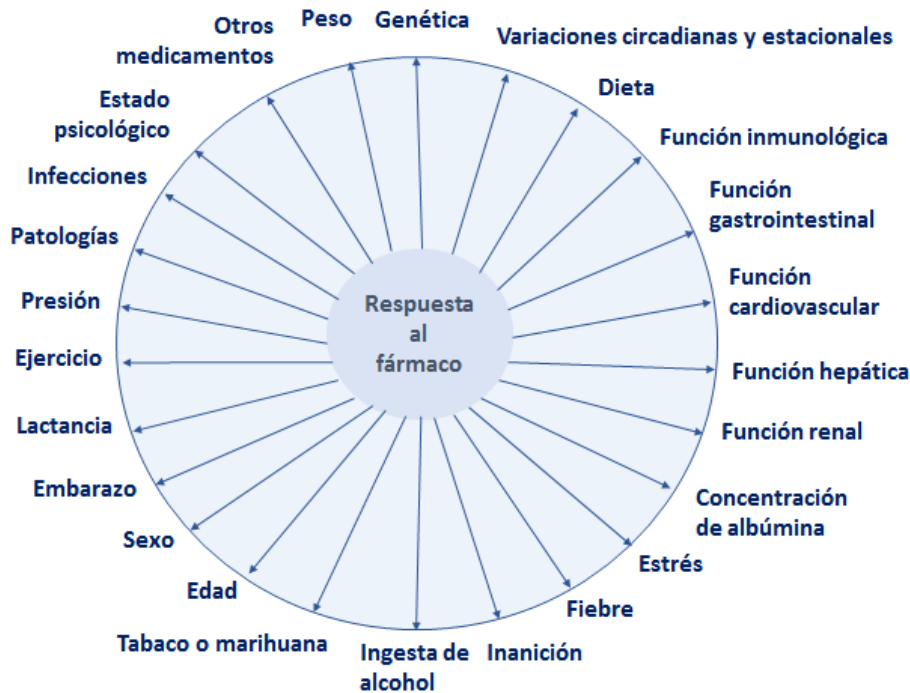 Genética
Variaciones circadianas y estacionales
Dieta
Función inmunológica
Función
gastrointestinal
Función
cardiovascular
Función hepática
Función renal
Concentración
de albúmina
Estrés
Fiebre
Inanición
Ingesta de
alcohol
Tabaco o marihuana
Edad
Sexo
Embarazo
Lactancia
Ejercicio
Presión
Patologías
Infecciones
Estado
psicológico
Otros
medicamentos
Peso
Respuesta
al
fármaco